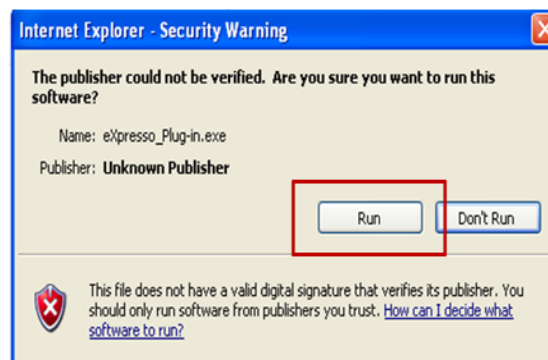 Internet Explorer - Security Warning
The publisher could not be verified. Are you sure you want to run this
software?
Name: eXpresso_Plug-in.exe
Publisher: Unknown Publisher
Run Don't Run
This file does not have a valid digital signature that verifies its publisher. You
should only run software from publishers you trust. How can I decide what
software to run?